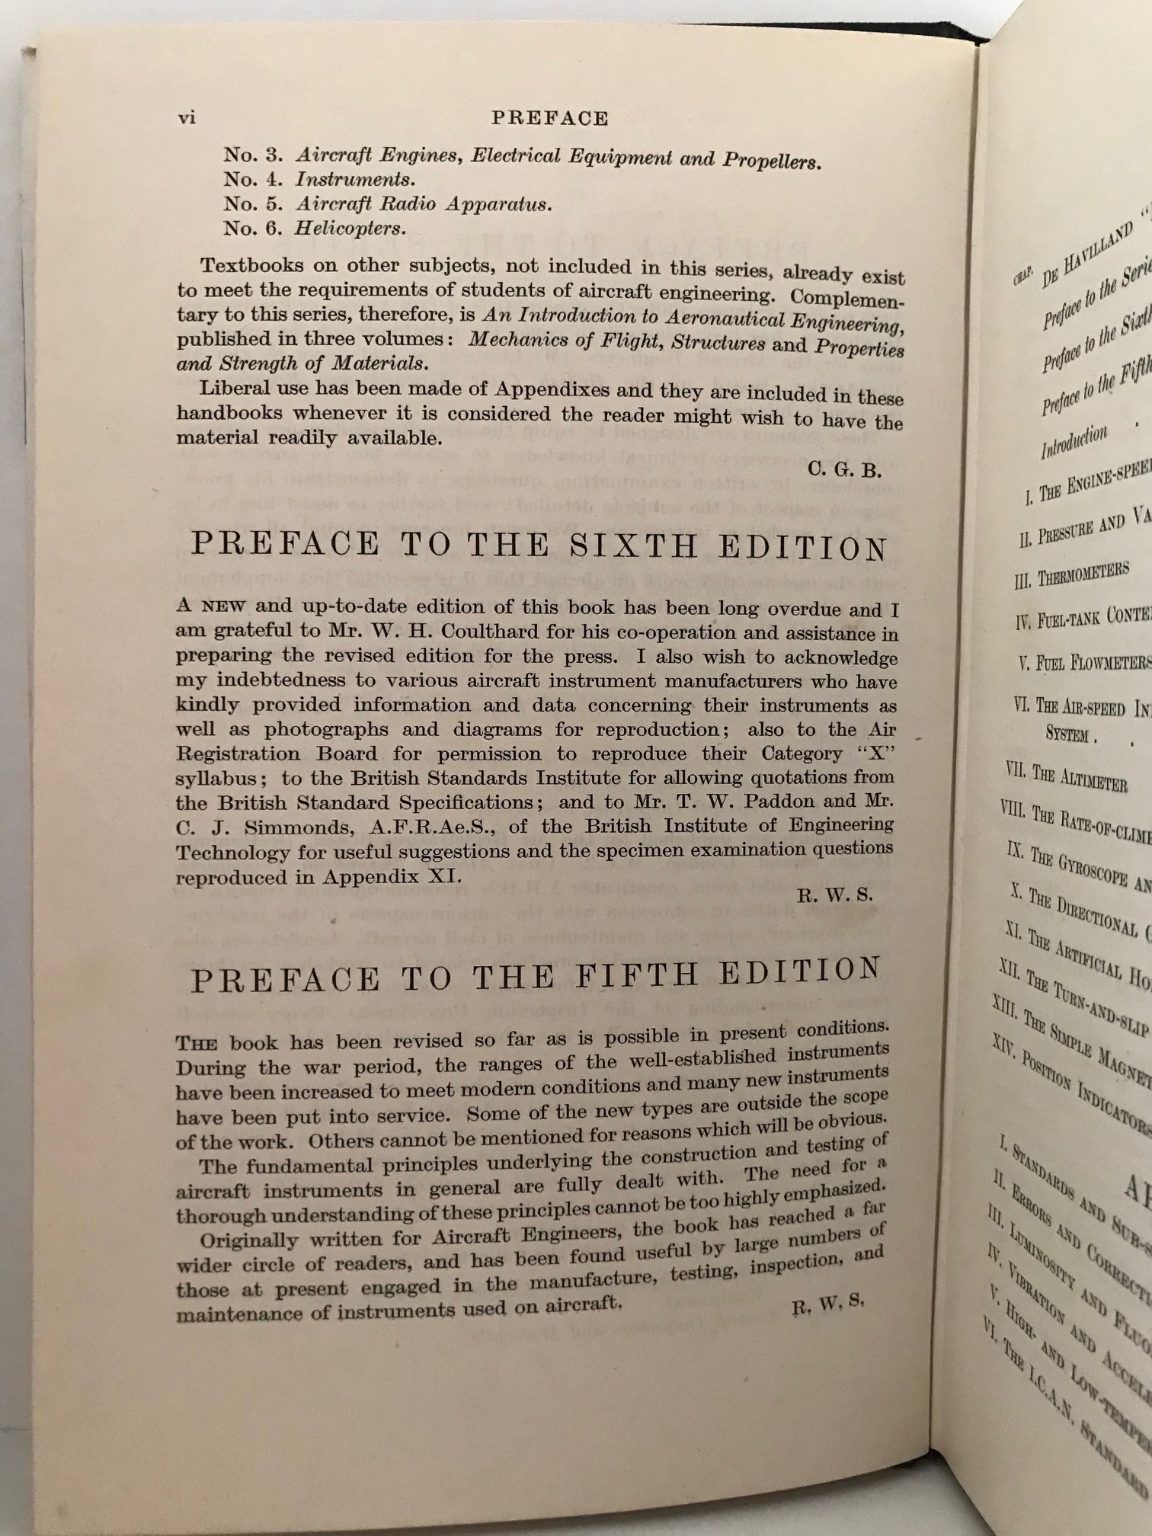 vi PREFACE
No. 3. Aircraft Engines, Electrical Equipment and Propellers.
No. 4. Instruments.
No. 5. Aircraft Radio Apparatus.
No. 6. Helicopters.
Textbooks on other subjects, not included in this series, already exist
to meet the requirements of students of aircraft engineering. Complemen-
tary to this series, therefore, is An Introduction to Aeronautical Engineering,
published in three volumes: Mechanics of Flight, Structures and Properties
and Strength of Materials.
Liberal use has been made of Appendixes and they are included in these
handbooks whenever it is considered the reader might wish to have the
material readily available.
C. G. B.
PREFACE TO THE SIXTH EDITION
A NEW and up-to-date edition of this book has been long overdue and I
am grateful to Mr. W. H. Coulthard for his co-operation and assistance in
preparing the revised edition for the press. I also wish to acknowledge
my indebtedness to various aircraft instrument manufacturers who have
kindly provided information and data concerning their instruments as
well as photographs and diagrams for reproduction; also to the Air
Registration Board for permission to reproduce their Category "X"
syllabus; to the British Standards Institute for allowing quotations from
the British Standard Specifications; and to Mr. T. W. Paddon and Mr.
C. J. Simmonds, A.F.R.Ae.S., of the British Institute of Engineering
Technology for useful suggestions and the specimen examination questions
reproduced in Appendix XI.
R. W. S.
PREFACE TO THE FIFTH EDITION
THE book has been revised so far as is possible in present conditions.
During the war period, the ranges of the well-established instruments
have been increased to meet modern conditions and many new instruments
have been put into service. Some of the new types are outside the scope
of the work. Others cannot be mentioned for reasons which will be obvious.
The fundamental principles underlying the construction and testing of
aircraft instruments in general are fully dealt with. The need for a
thorough understanding of these principles cannot be too highly emphasized.
Originally written for Aircraft Engineers, the book has reached a far
wider circle of readers, and has been found useful by large numbers of
those at present engaged in the manufacture, testing, inspection, and
maintenance of instruments used on aircraft.
R. W. S.
CHAP.
DE HAVILLAND
Preface to the
Preface to the
Preface to the Fifth
Introduction .
I. THE
II. PRESSURE AND
III. THERMOMETERS
IV. FUEL-TANK
V. FUEL FLOWMETERS
VI. THE AIR-SPEED
SYSTEM . .
VII. THE ALTIMETER
VIII. THE
IX. THE GYROSCOPE
X. THE DIRECTIONAL
XI. THE ARTIFICIAL
XII. THE TURN-AND-SLIP
XIII. THE SIMPLE
XIV. POSITION INDICATORS
I. STANDARDS AND
II. ERRORS AND
III. LUMINOSITY AND
IV. VIBRATION AND
V. HIGH- AND
VI. THE I.C.A.N. STANDARD